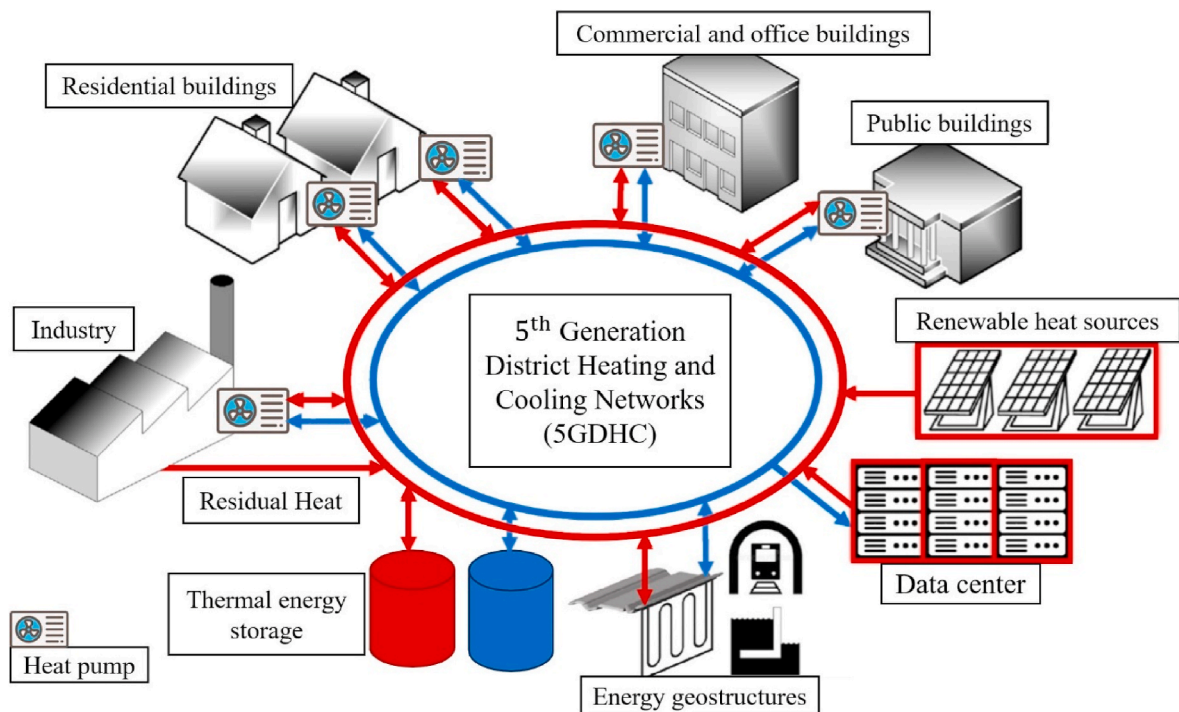 Commercial and office buildings
Residential buildings
Public buildings
Industry
5th Generation
District Heating and
Cooling Networks
(5GDHC)
Renewable heat sources
Residual Heat
Data center
Thermal energy
storage
Heat pump
Energy geostructures